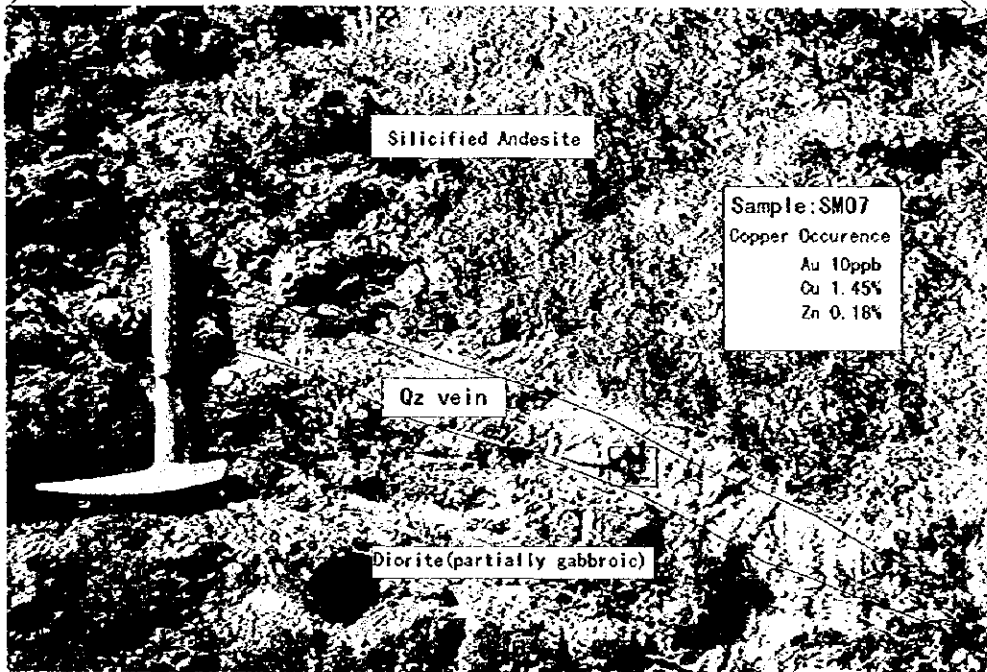 Silicified Andesite
Sample:SM07
Copper Occurence
Au 10ppb
Cu 1.45%
Zn 0.18%
Qz vein
Diorite(partially gabbroic)